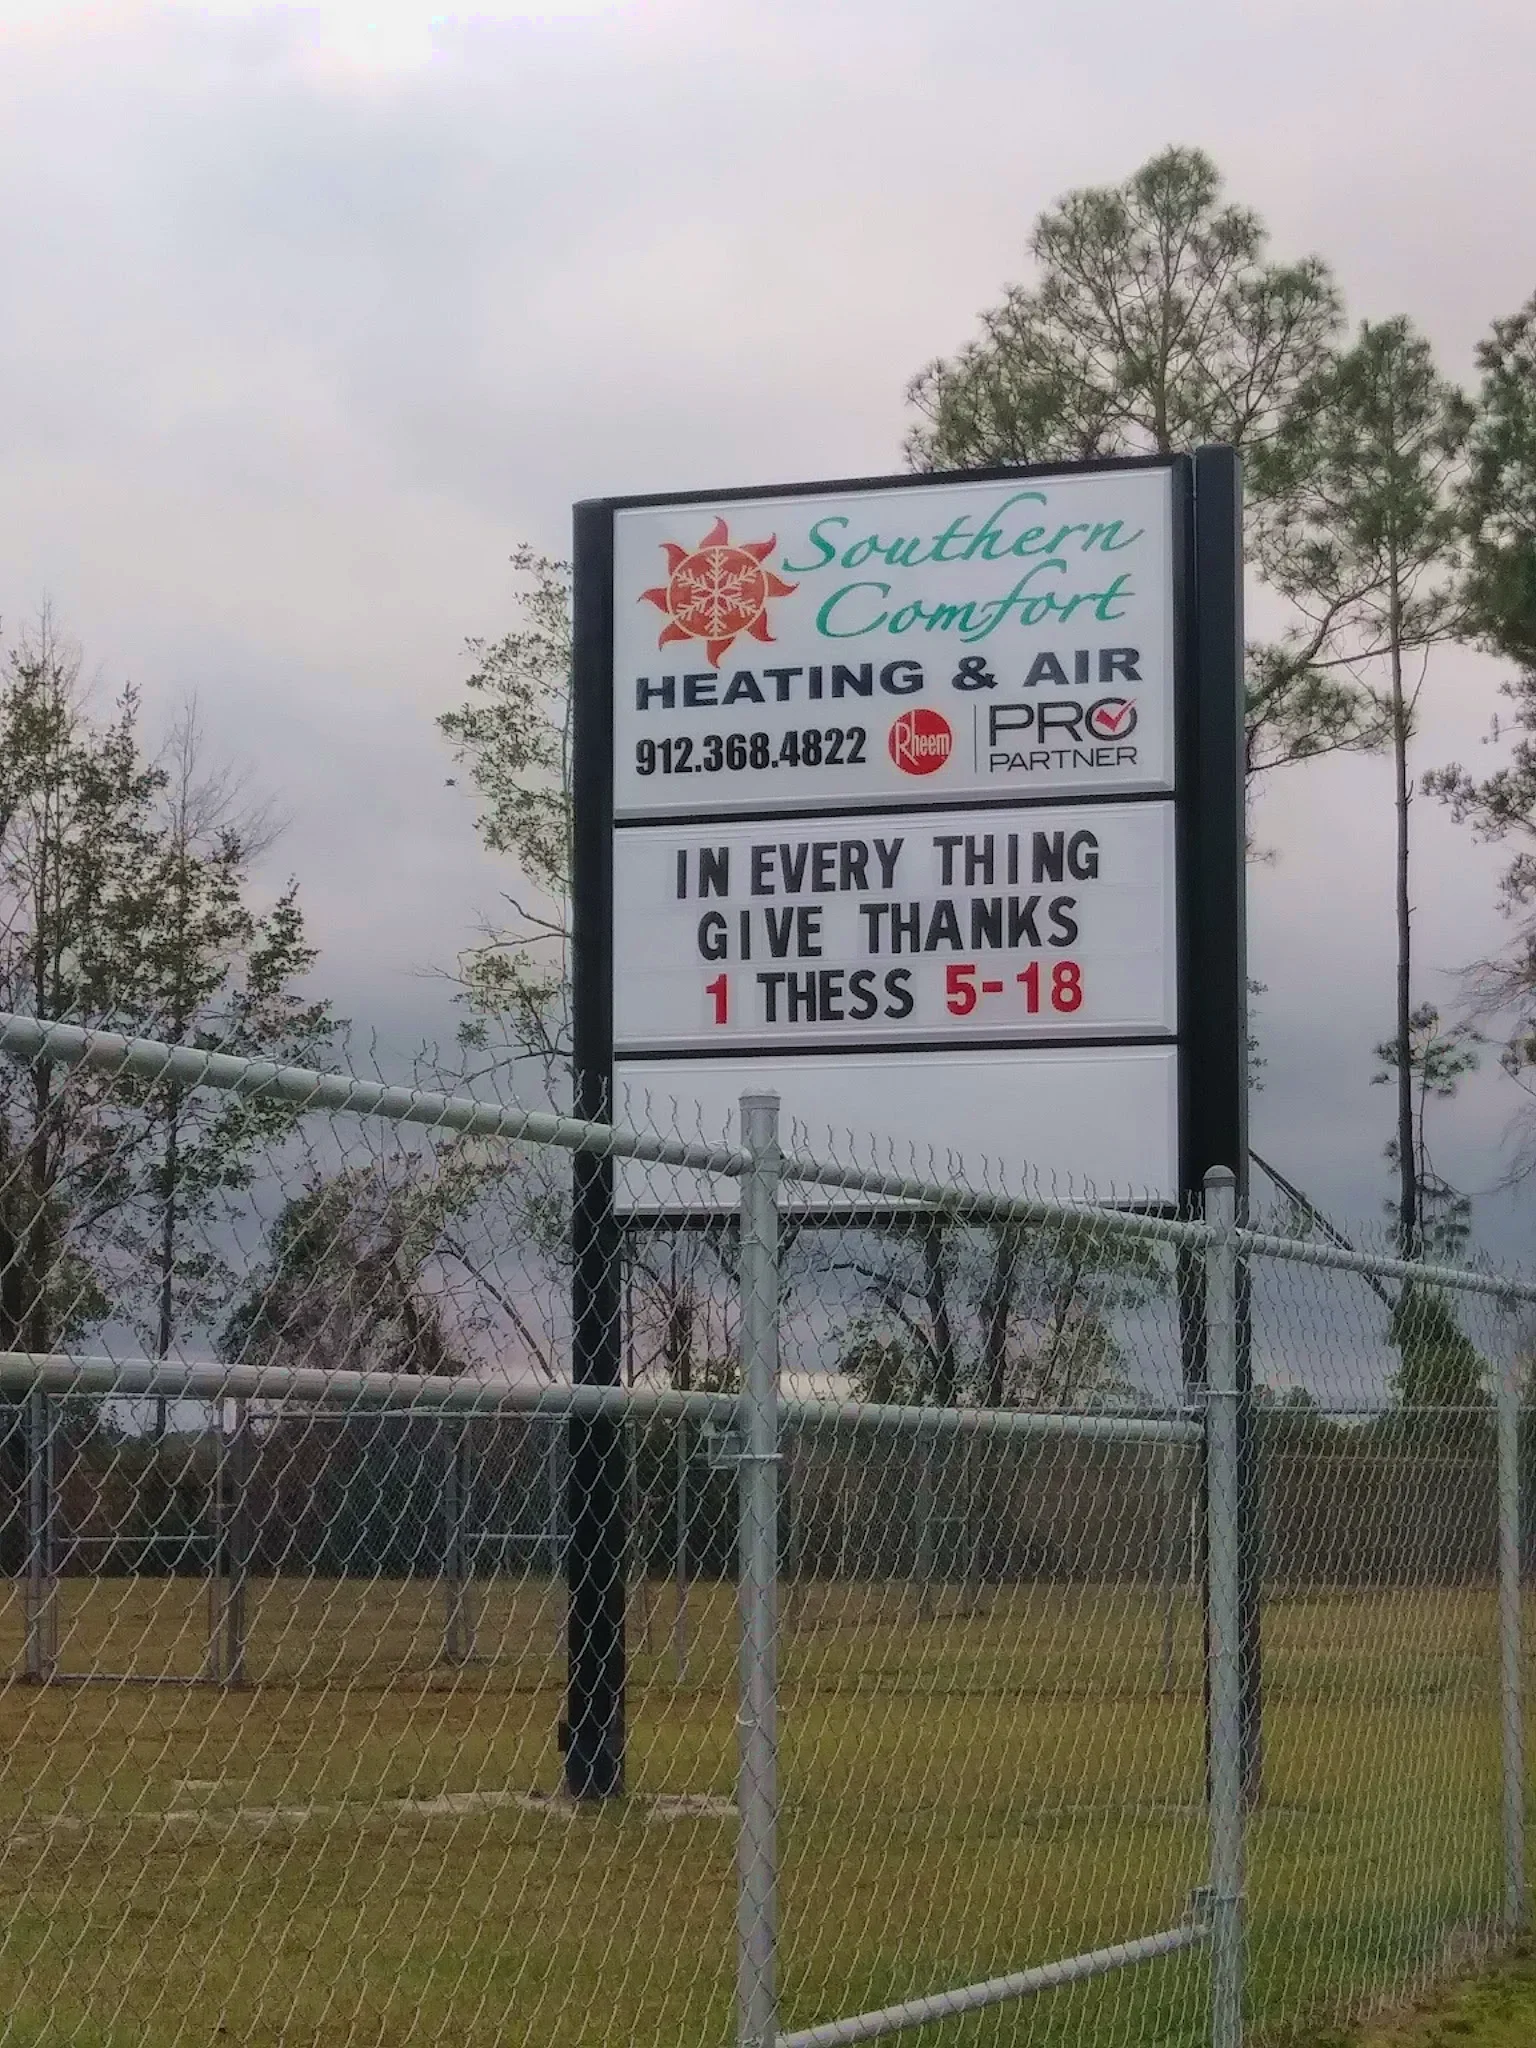 Southern
Comfort
HEATING & AIR
912.368.4822 Rheem PRO
PARTNER
IN EVERY THING
GIVE THANKS
1 THESS 5-18